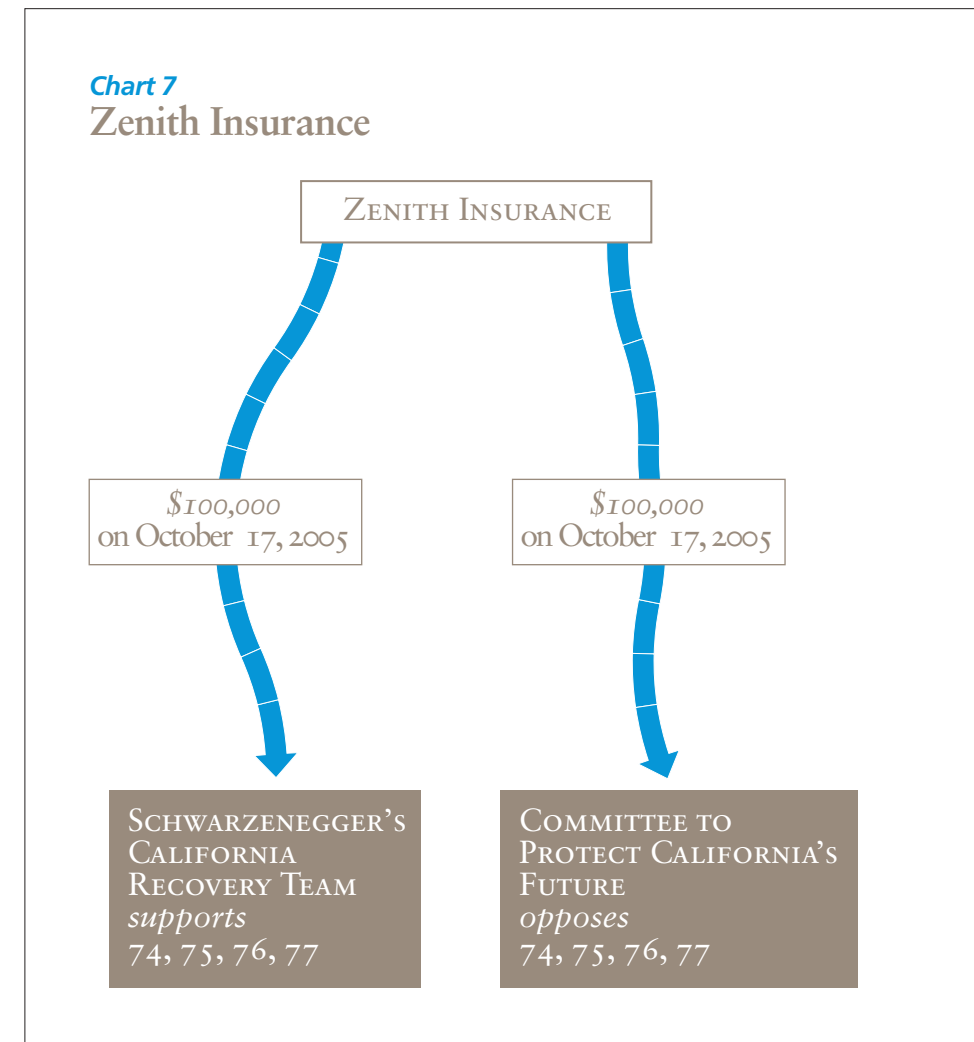 Chart 7
Zenith Insurance
Zenith Insurance
$100,000
on October 17, 2005
$100,000
on October 17, 2005
Schwarzenegger's
California
Recovery Team
supports
74, 75, 76, 77
Committee to
Protect California's
Future
opposes
74, 75, 76, 77